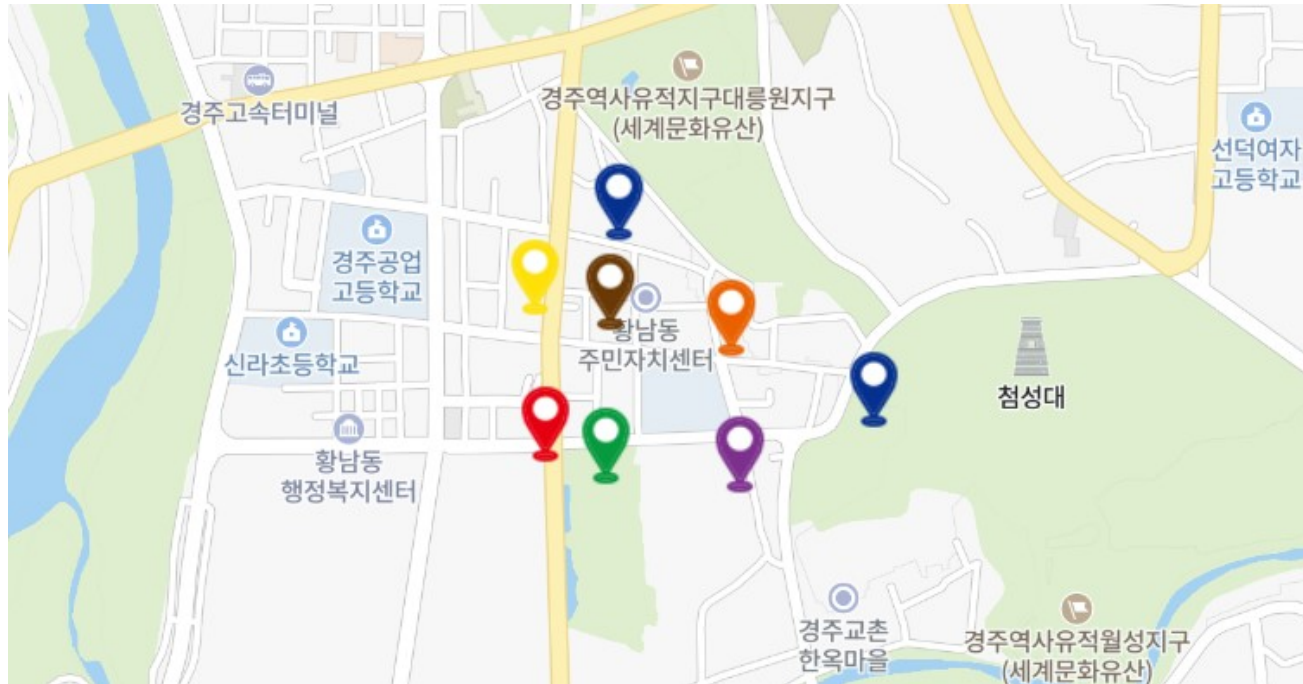 경주고속터미널
경주역사유적지구대릉원지구
(세계문화유산)
선덕여자
고등학교
경주공업
고등학교
황남동
주민자치센터
신라초등학교
첨성대
황남동
행정복지센터
경주교촌
한옥마을
경주역사유적월성지구
(세계문화유산)